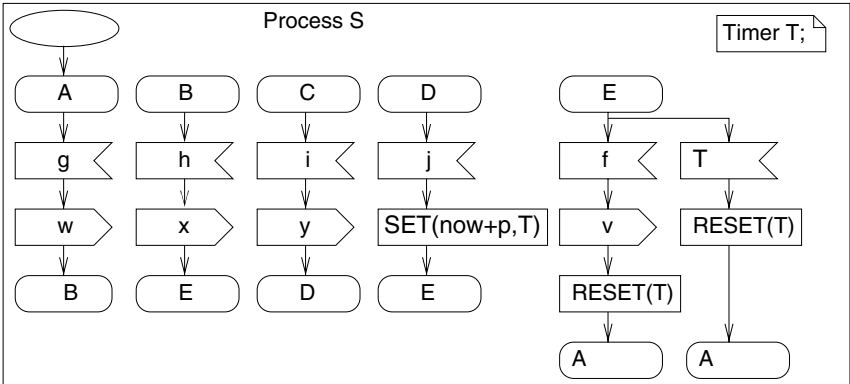 Process S
Timer T;
A B C D E
g h i j f T
w x y SET(now+p,T) v RESET(T)
B E D E RESET(T)
A A